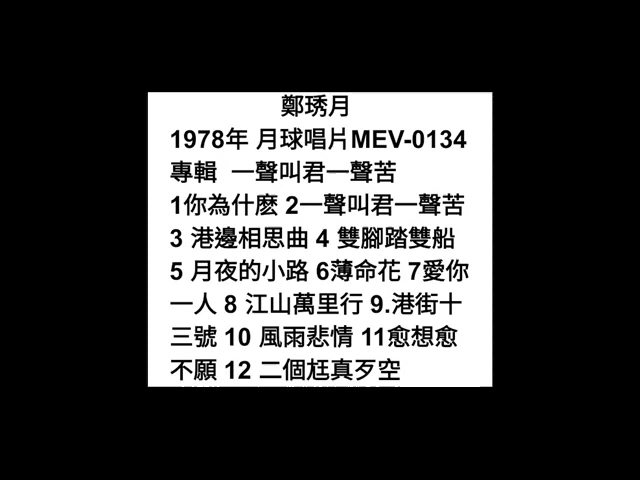 鄭琇月
1978年 月球唱片MEV-0134
專輯 一聲叫君一聲苦
1你為什麽 2一聲叫君一聲苦
3 港邊相思曲 4 雙腳踏雙船
5 月夜的小路 6薄命花 7愛你
一人 8 江山萬里行 9.港街十
三號 10 風雨悲情 11愈想愈
不願 12 二個尪真歹空